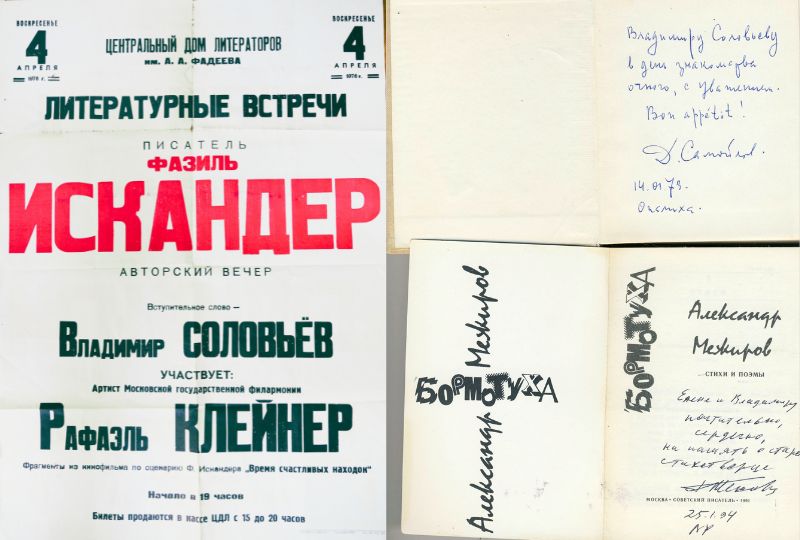 ВОСКРЕСЕНЬЕ
4
АПРЕЛЯ
1976 г.
ЦЕНТРАЛЬНЫЙ ДОМ ЛИТЕРАТОРОВ
ИМ. А. А. ФАДЕЕВА
ВОСКРЕСЕНЬЕ
4
АПРЕЛЯ
1976 г.
ЛИТЕРАТУРНЫЕ ВСТРЕЧИ
ПИСАТЕЛЬ
ФАЗИЛЬ
ИСКАНДЕР
АВТОРСКИЙ ВЕЧЕР
Вступительное слово —
Владимир СОЛОВЬЁВ
УЧАСТВУЕТ:
Артист Московской государственной филармонии
Рафаэль КЛЕЙНЕР
Фрагменты из кинофильма по сценарию Ф. Искандера „Время счастливых находок"
Начало в 19 часов
Билеты продаются в кассе ЦДЛ с 15 до 20 часов
Владимиру Соловьеву
в день знакомства
очного, с уважением.
Bon appétit!
Д. Самойлов.
14.01 79.
Опалиха.
Александр Межиров
БОРМОТУХА
БОРМОТУХА
Александр
Межиров
СТИХИ И ПОЭМЫ
Елене и Владимиру
почтительно,
сердечно,
на память о старом
стихотворце
МОСКВА · СОВЕТСКИЙ ПИСАТЕЛЬ · 1991
25.1.94